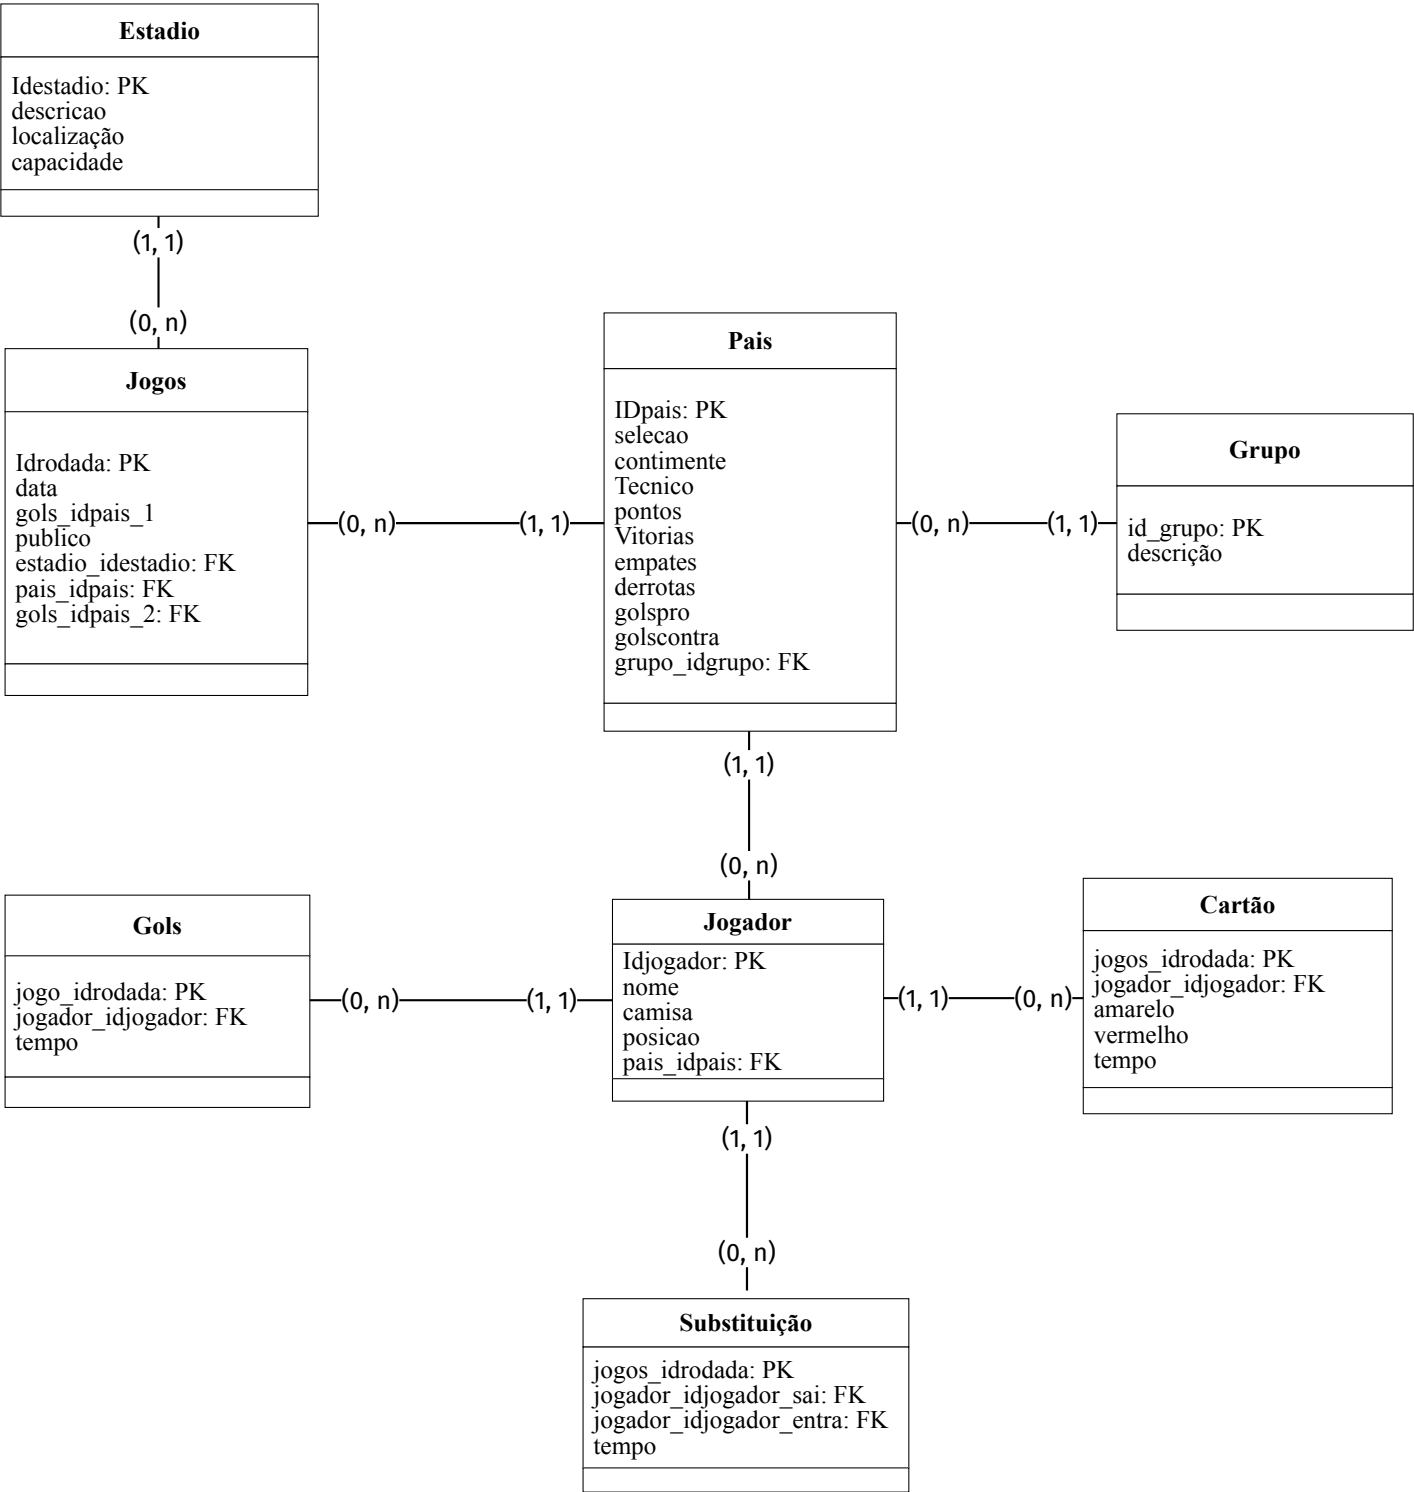 Estadio
Idestadio: PK
descricao
localização
capacidade
(1, 1)
(0, n)
Jogos
Idrodada: PK
data
gols_idpais_1
publico
estadio_idestadio: FK
pais_idpais: FK
gols_idpais_2: FK
(0, n)
(1, 1)
Pais
IDpais: PK
selecao
contimente
Tecnico
pontos
Vitorias
empates
derrotas
golspro
golscontra
grupo_idgrupo: FK
(0, n)
(1, 1)
Grupo
id_grupo: PK
descrição
(1, 1)
(0, n)
Gols
jogo_idrodada: PK
jogador_idjogador: FK
tempo
(0, n)
(1, 1)
Jogador
Idjogador: PK
nome
camisa
posicao
pais_idpais: FK
(1, 1)
(0, n)
Cartão
jogos_idrodada: PK
jogador_idjogador: FK
amarelo
vermelho
tempo
(1, 1)
(0, n)
Substituição
jogos_idrodada: PK
jogador_idjogador_sai: FK
jogador_idjogador_entra: FK
tempo